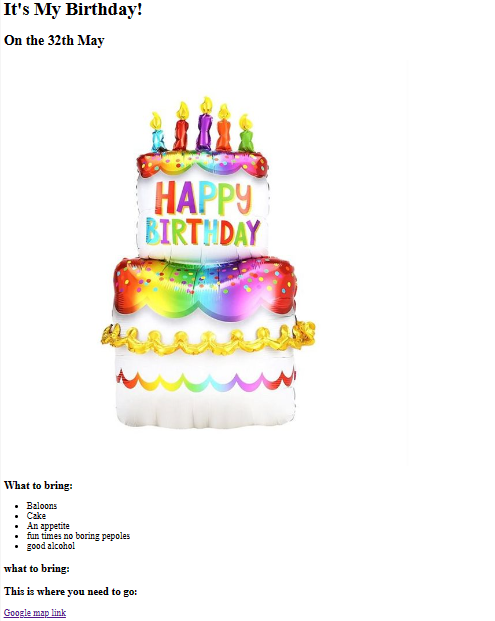 It's My Birthday!
On the 32th May
HAPPY
BIRTHDAY
What to bring:
Baloons
Cake
An appetite
fun times no boring pepoles
good alcohol
what to bring:
This is where you need to go:
Google map link